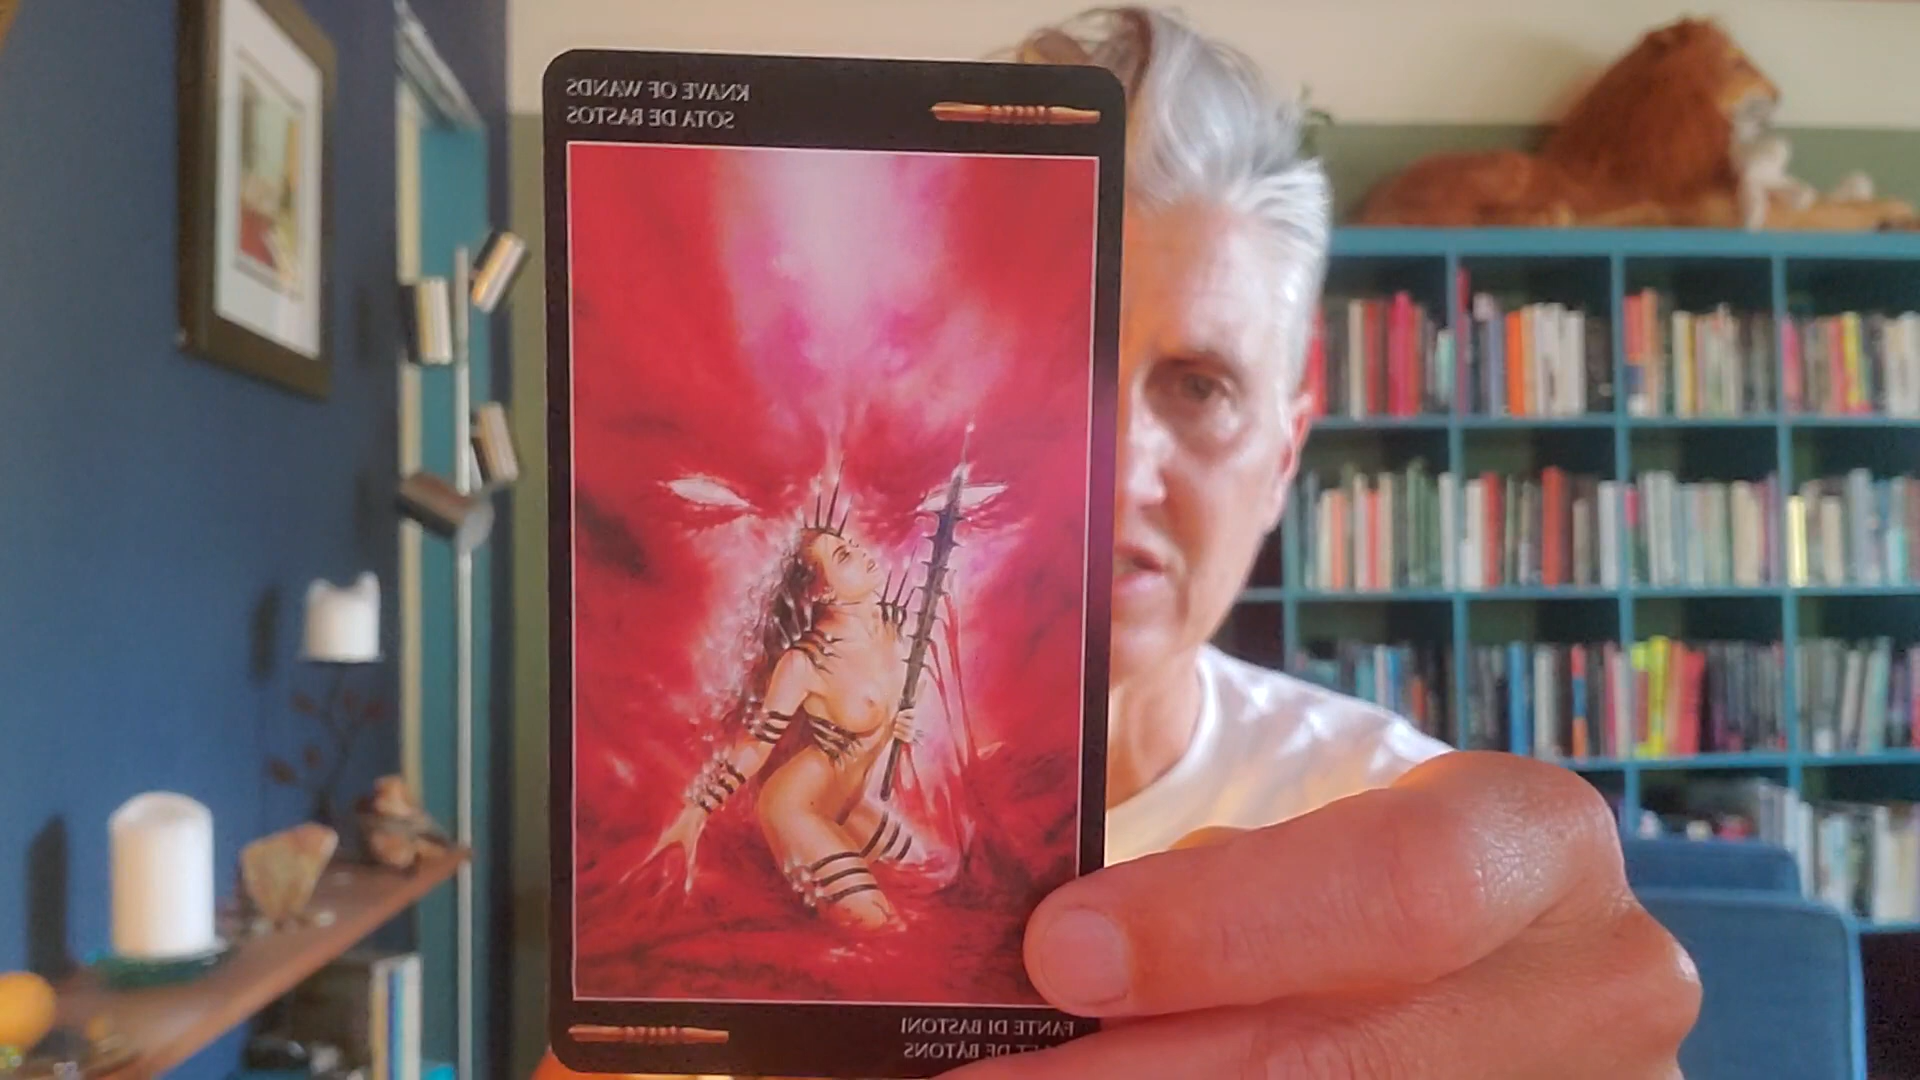 KNAVE OF WANDS
SOTA DE BASTOS
FANTE DI BASTONI
DE BÂTONS